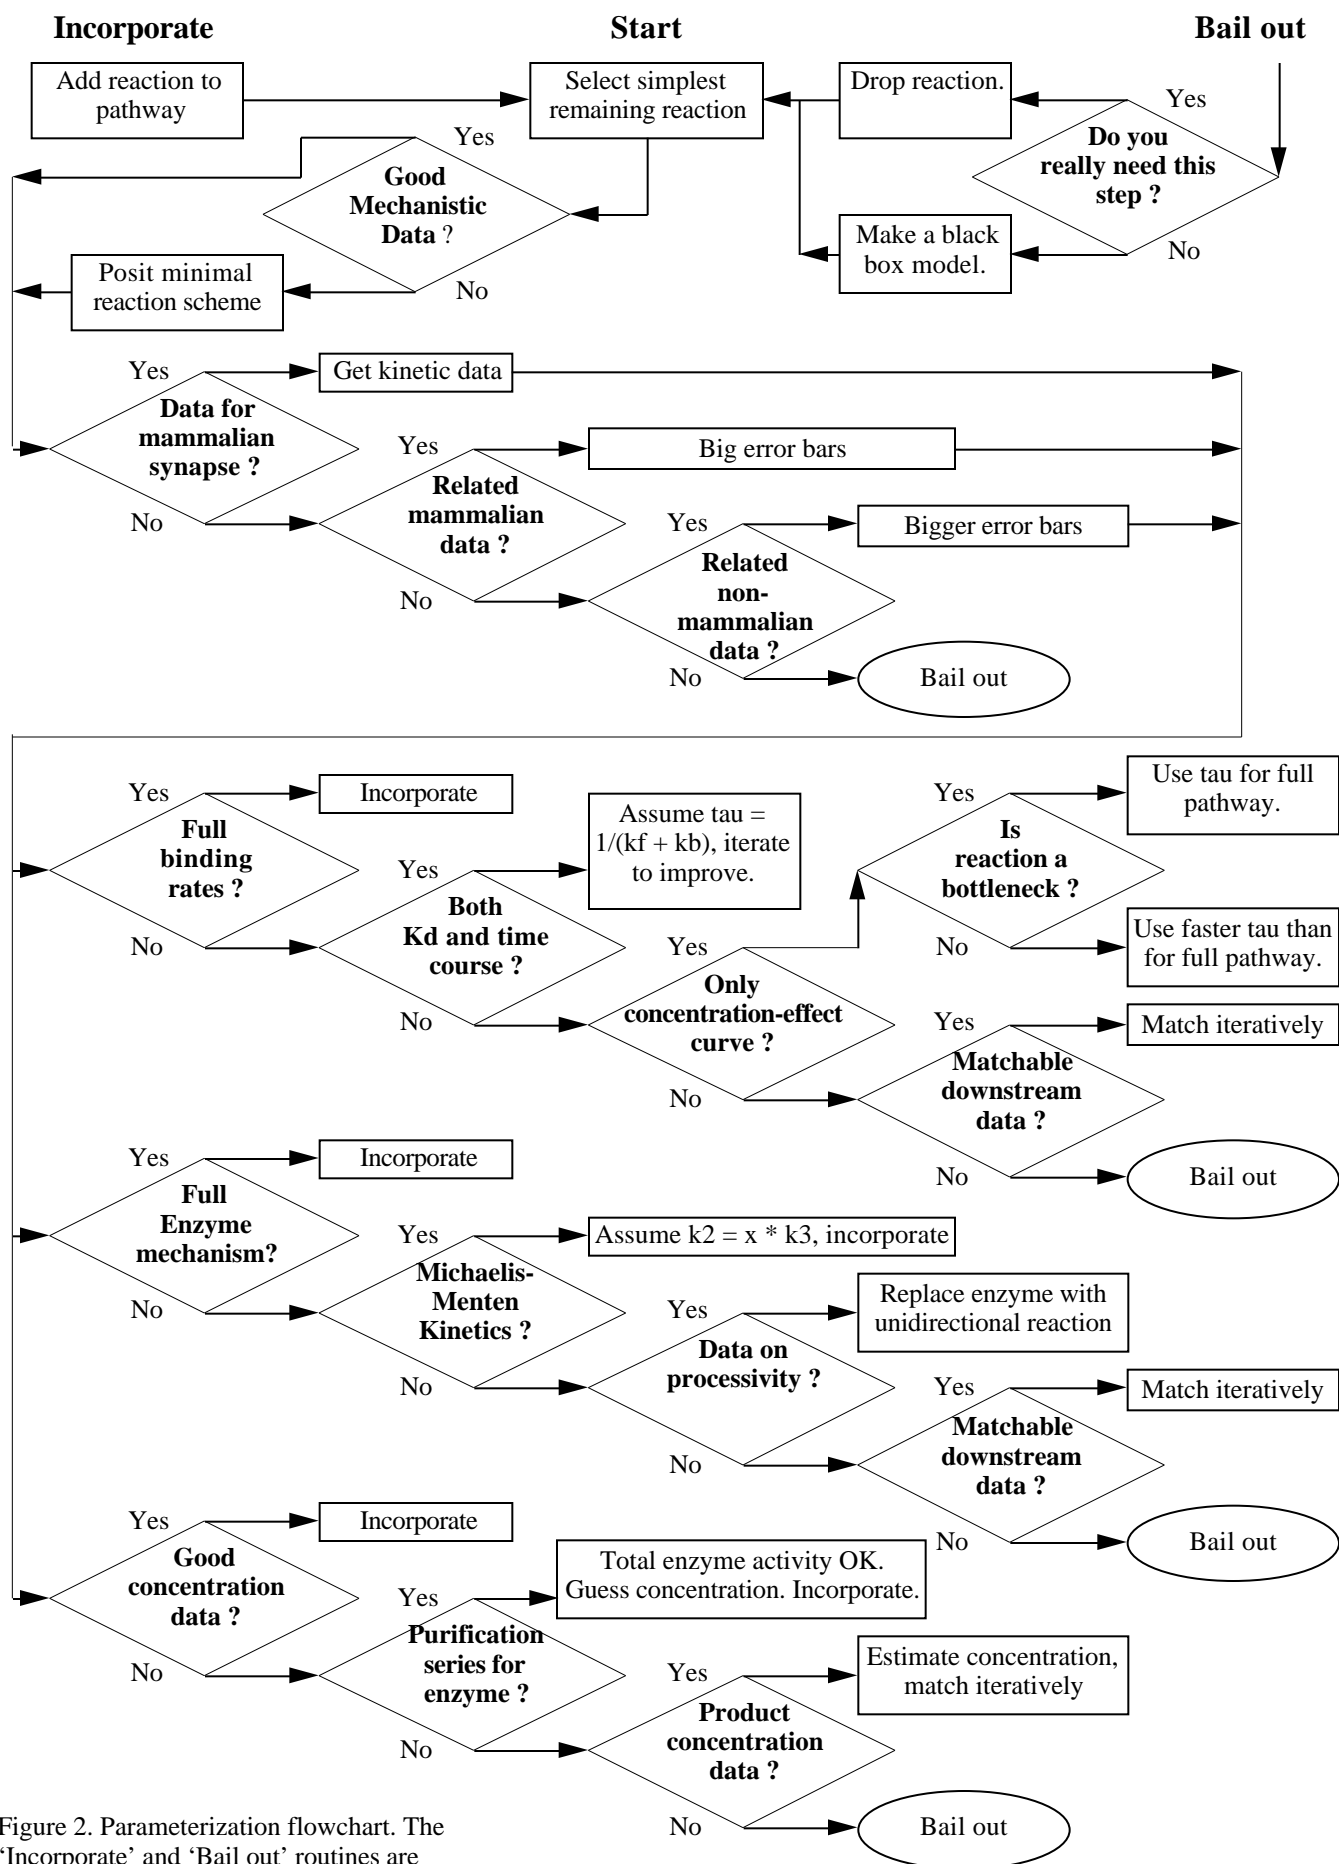 Incorporate
Start
Bail out
Add reaction to
pathway
Select simplest
remaining reaction
Drop reaction.
Yes
Do you
really need this
step ?
No
Make a black
box model.
Yes
Good
Mechanistic
Data ?
No
Posit minimal
reaction scheme
Yes
Data for
mammalian
synapse ?
No
Get kinetic data
Yes
Related
mammalian
data ?
No
Big error bars
Yes
Related
non-
mammalian
data ?
No
Bigger error bars
Bail out
Yes
Full
binding
rates ?
No
Incorporate
Yes
Both
Kd and time
course ?
No
Assume tau =
1/(kf + kb), iterate
to improve.
Yes
Only
concentration-effect
curve ?
No
Yes
Is
reaction a
bottleneck ?
No
Use tau for full
pathway.
Use faster tau than
for full pathway.
Yes
Matchable
downstream
data ?
No
Match iteratively
Bail out
Yes
Full
Enzyme
mechanism?
No
Incorporate
Yes
Michaelis-
Menten
Kinetics ?
No
Assume k2 = x * k3, incorporate
Yes
Data on
processivity ?
No
Replace enzyme with
unidirectional reaction
Yes
Matchable
downstream
data ?
No
Match iteratively
Bail out
Yes
Good
concentration
data ?
No
Incorporate
Yes
Purification
series for
enzyme ?
No
Total enzyme activity OK.
Guess concentration. Incorporate.
Yes
Product
concentration
data ?
No
Estimate concentration,
match iteratively
Bail out
Figure 2. Parameterization flowchart. The
‘Incorporate’ and ‘Bail out’ routines are